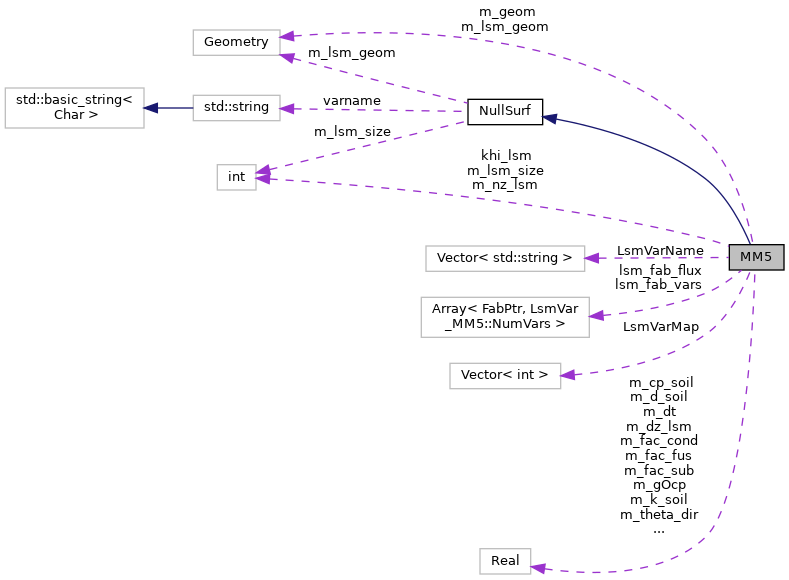 m_geom
m_lsm_geom
Geometry
m_lsm_geom
std::basic_string<
Char >
std::string
varname
NullSurf
m_lsm_size
int
khi_lsm
m_lsm_size
m_nz_lsm
MM5
Vector< std::string >
LsmVarName
lsm_fab_flux
lsm_fab_vars
Array< FabPtr, LsmVar
_MM5::NumVars >
LsmVarMap
Vector< int >
m_cp_soil
m_d_soil
m_dt
m_dz_lsm
m_fac_cond
m_fac_fus
m_fac_sub
m_gOcp
m_k_soil
m_theta_dir
...
Real